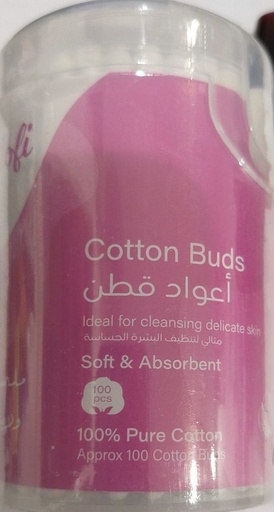 Cotton Buds
أعواد قطن
Ideal for cleansing delicate skin
مثالي لتنظيف البشرة الحساسة
Soft & Absorbent
100
pcs
100% Pure Cotton
Approx 100 Cotton Buds